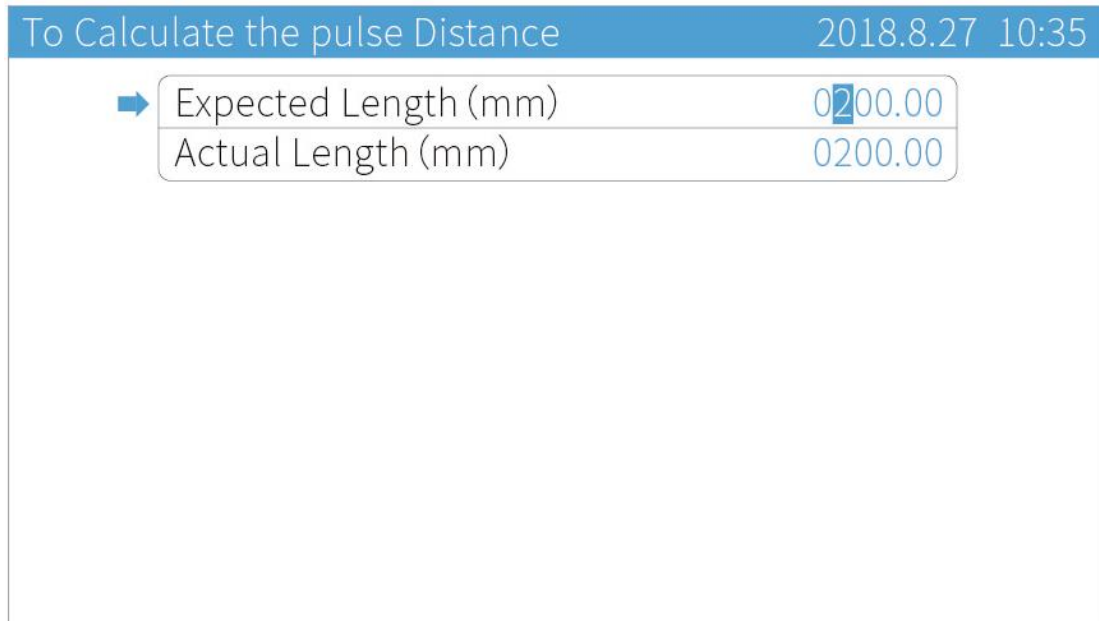 To Calculate the pulse Distance 2018.8.27 10:35
Expected Length (mm) 0200.00
Actual Length (mm) 0200.00